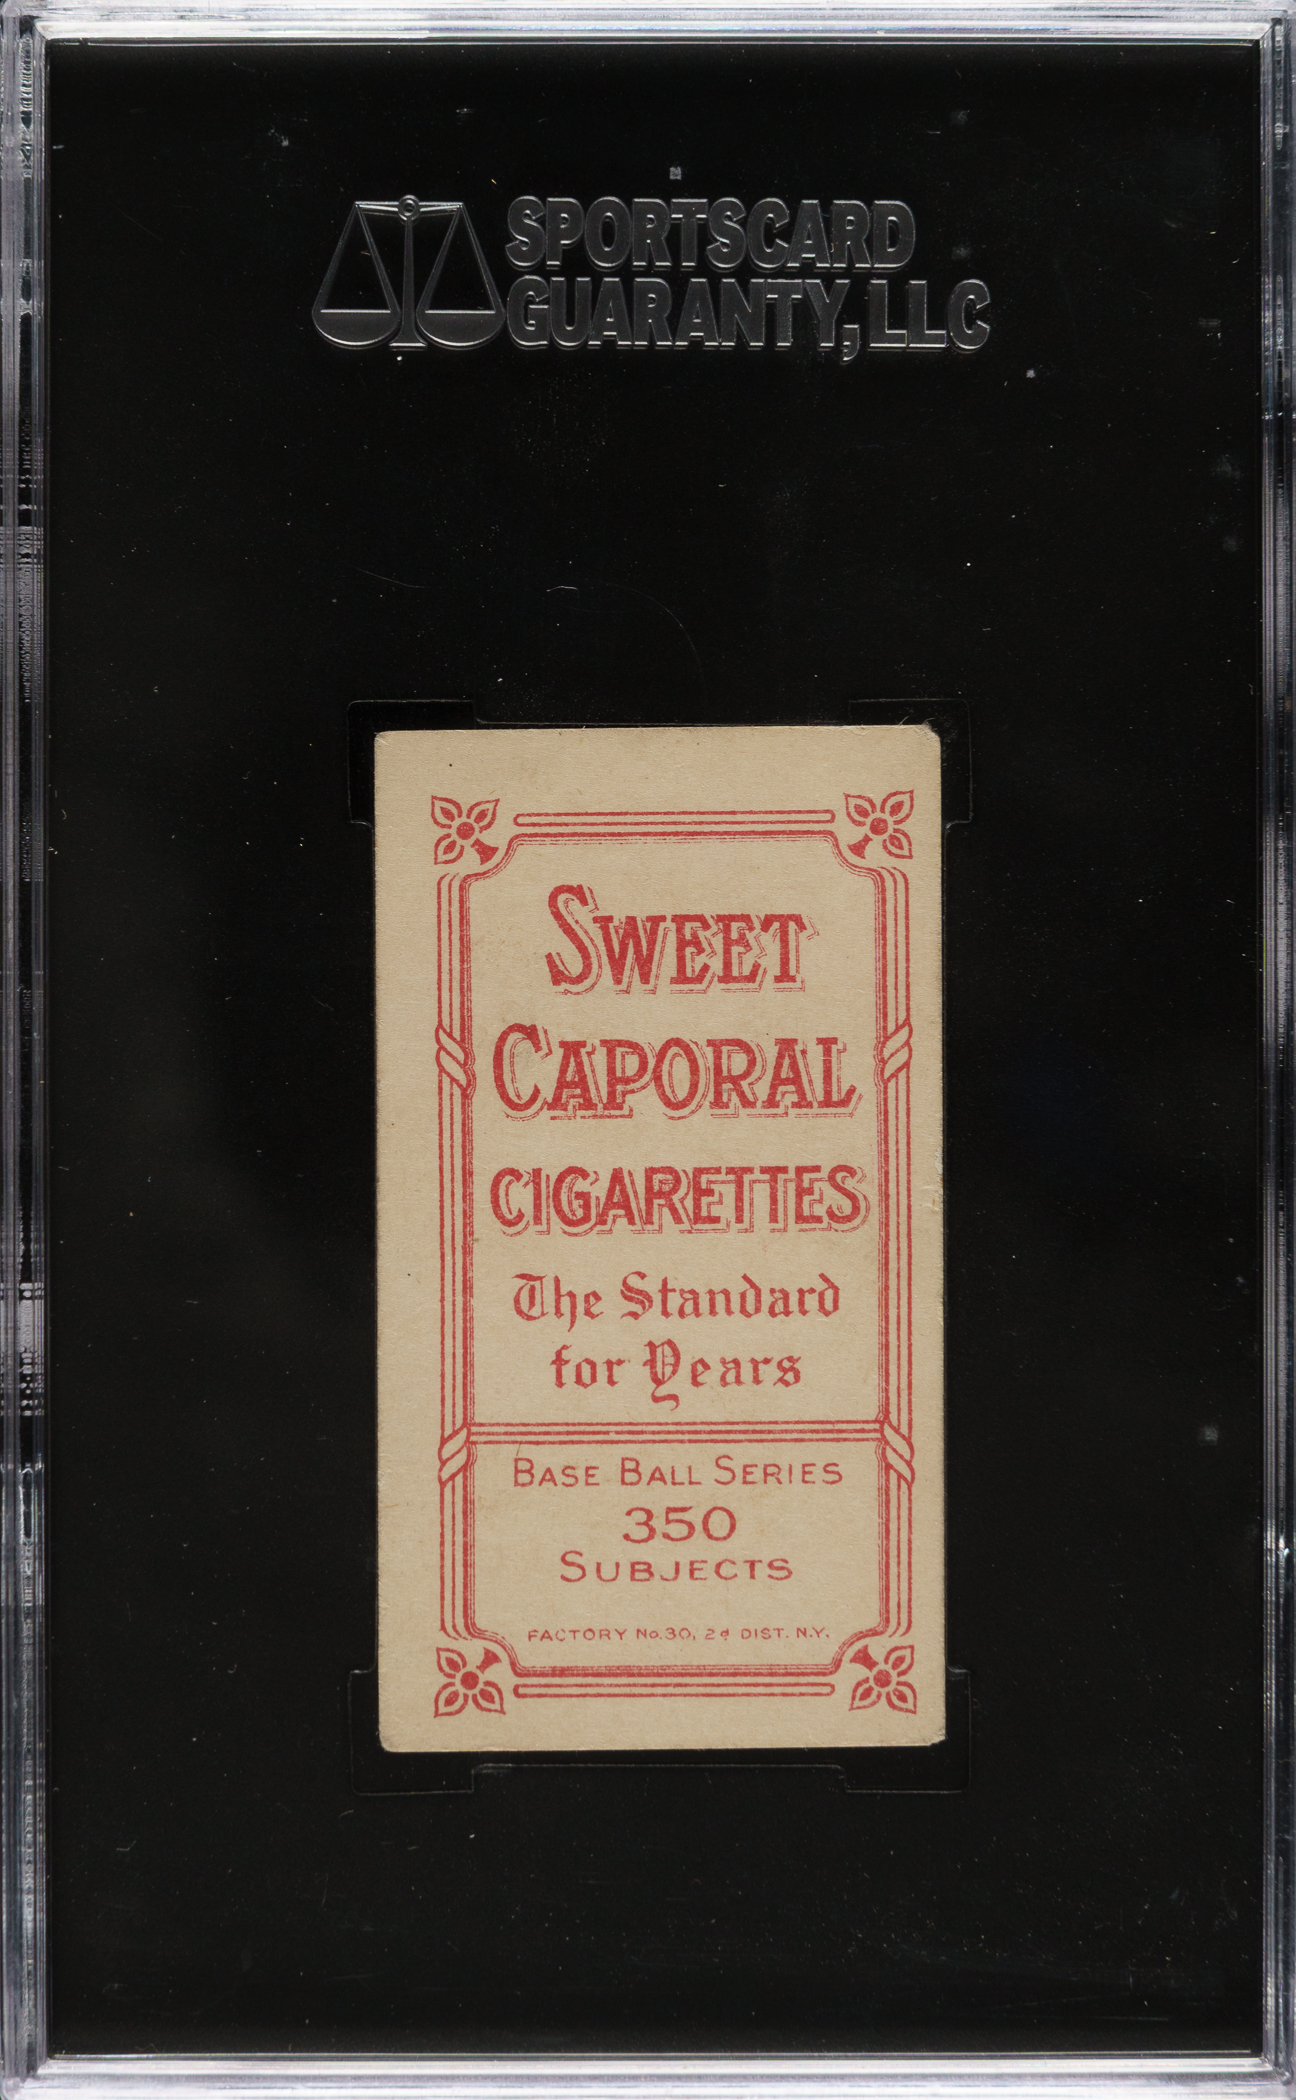 SPORTSCARD
GUARANTY, LLC
SWEET
CAPORAL
CIGARETTES
The Standard
for Years
BASE BALL SERIES
350
SUBJECTS
FACTORY No. 30, 2d DIST. N.Y.